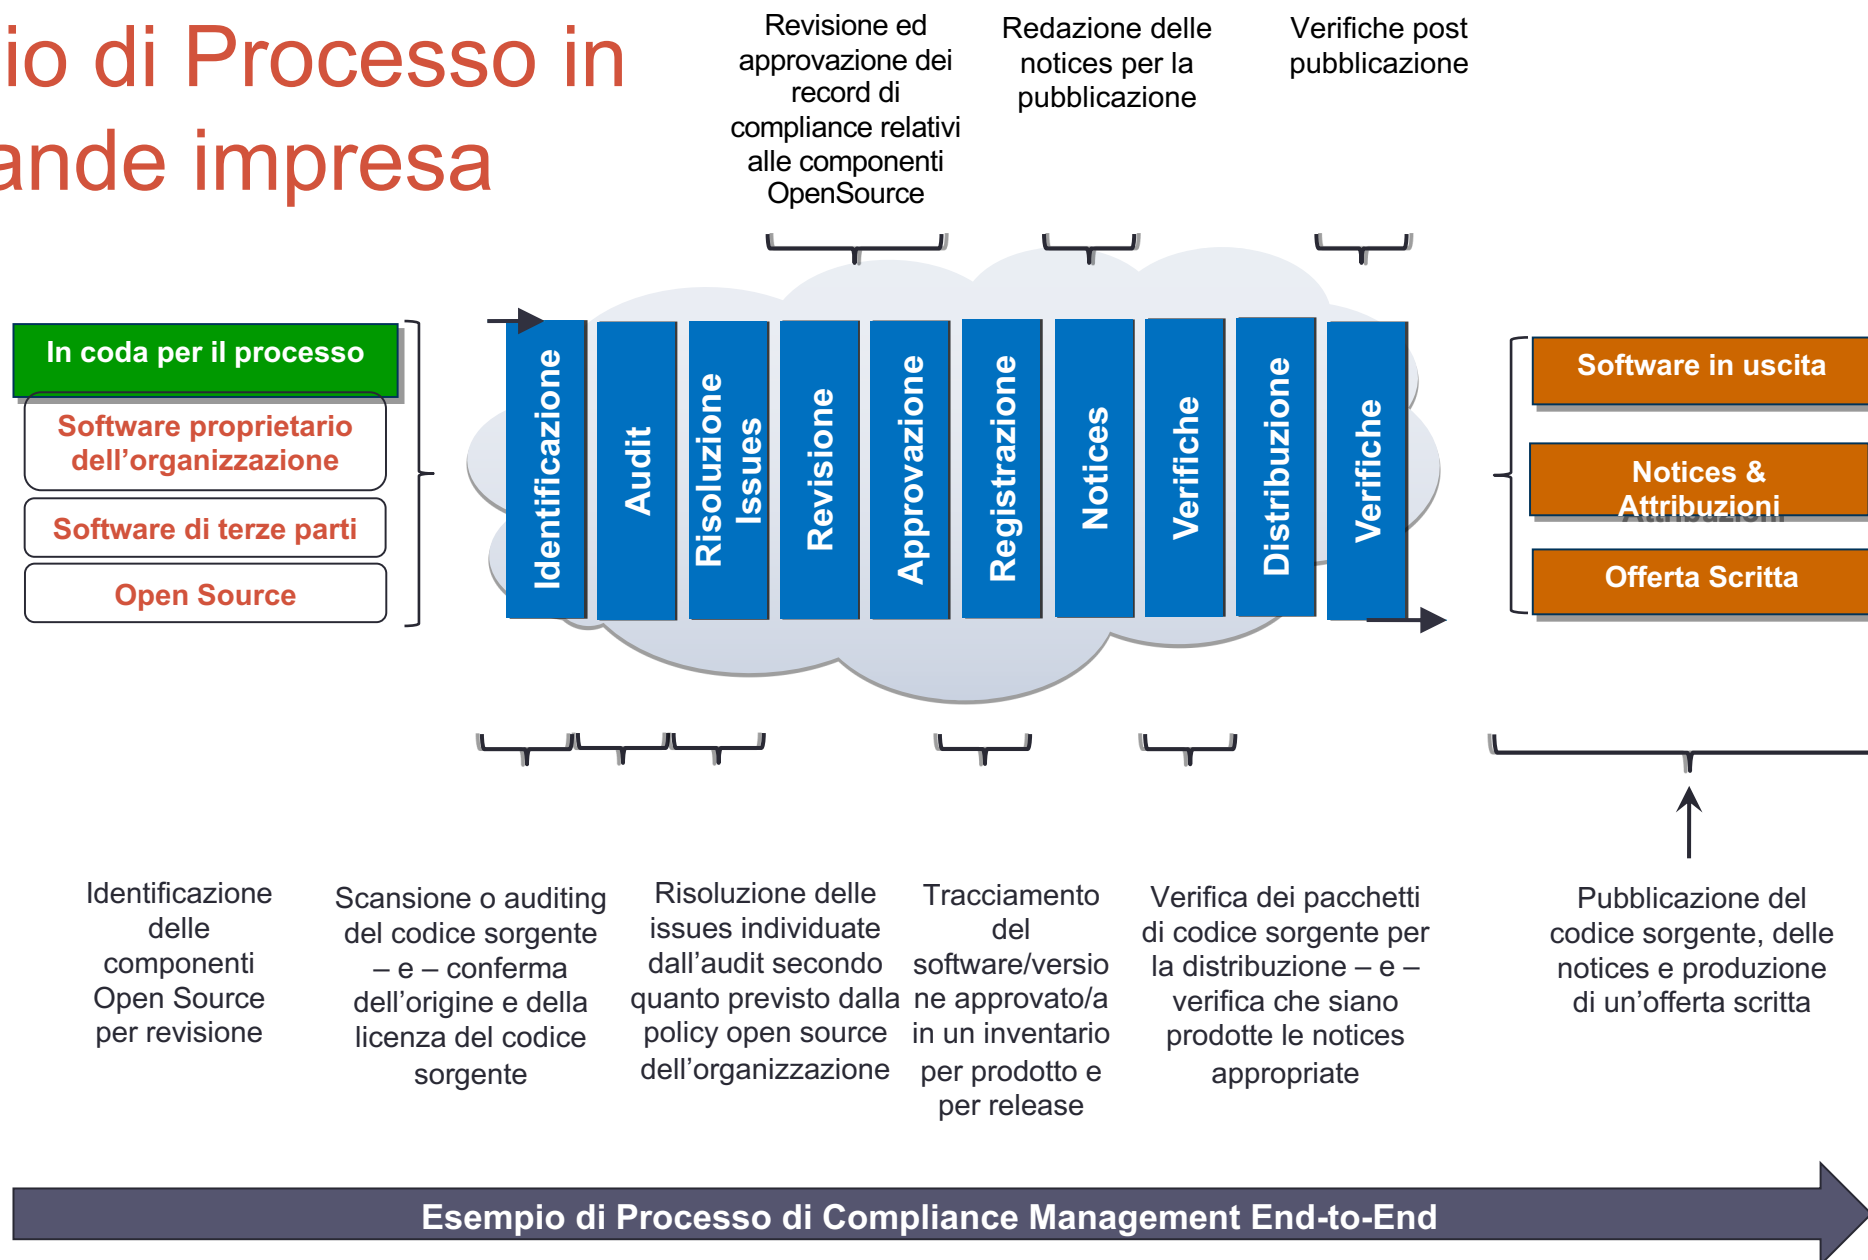 io di Processo in
ande impresa
Revisione ed
approvazione dei
record di
compliance relativi
alle componenti
OpenSource
Redazione delle
notices per la
pubblicazione
Verifiche post
pubblicazione
In coda per il processo
Software proprietario
dell’organizzazione
Software di terze parti
Open Source
Identificazione
Audit
Risoluzione
Issues
Revisione
Approvazione
Registrazione
Notices
Verifiche
Distribuzione
Verifiche
Software in uscita
Notices &
Attribuzioni
Offerta Scritta
Identificazione
delle
componenti
Open Source
per revisione
Scansione o auditing
del codice sorgente
– e – conferma
dell’origine e della
licenza del codice
sorgente
Risoluzione delle
issues individuate
dall’audit secondo
quanto previsto dalla
policy open source
dell’organizzazione
Tracciamento
del
software/versio
ne approvato/a
in un inventario
per prodotto e
per release
Verifica dei pacchetti
di codice sorgente per
la distribuzione – e –
verifica che siano
prodotte le notices
appropriate
Pubblicazione del
codice sorgente, delle
notices e produzione
di un’offerta scritta
Esempio di Processo di Compliance Management End-to-End